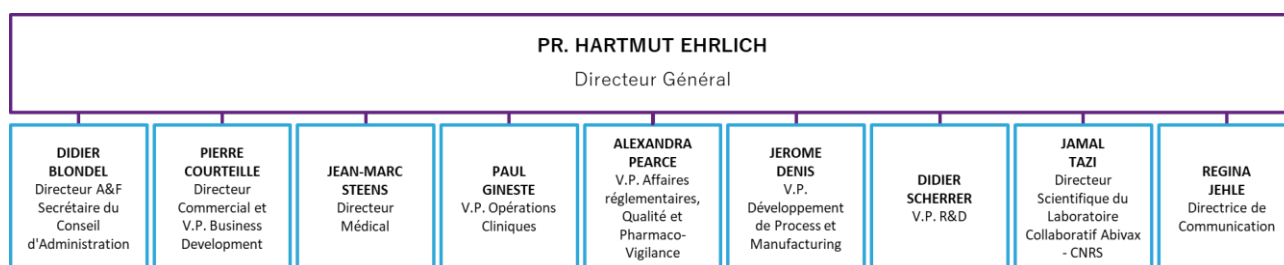 PR. HARTMUT EHRLICH
Directeur Général
DIDIER
BLONDEL
Directeur A&F
Secrétaire du
Conseil
d'Administration
PIERRE
COURTEILLE
Directeur
Commercial et
V.P. Business
Development
JEAN-MARC
STEENS
Directeur
Médical
PAUL
GINESTE
V.P. Opérations
Cliniques
ALEXANDRA
PEARCE
V.P. Affaires
réglementaires,
Qualité et
Pharmaco-
Vigilance
JEROME
DENIS
V.P.
Développement
de Process et
Manufacturing
DIDIER
SCHERRER
V.P. R&D
JAMAL
TAZI
Directeur
Scientifique du
Laboratoire
Collaboratif Abivax
- CNRS
REGINA
JEHLE
Directrice de
Communication